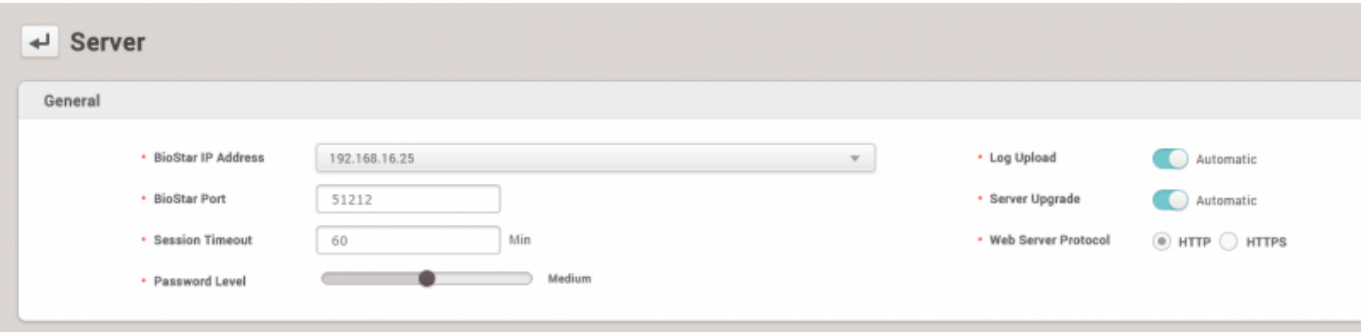 Server
General
BioStar IP Address 192.168.16.25
Log Upload Automatic
BioStar Port 51212
Server Upgrade Automatic
Session Timeout 60 Min
Web Server Protocol HTTP HTTPS
Password Level Medium